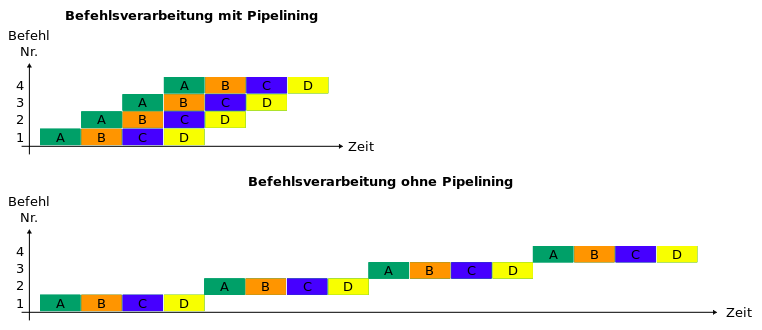 Befehlsverarbeitung mit Pipelining
Befehl
Nr.
4 A B C D
3 A B C D
2 A B C D
1 A B C D
Zeit
Befehlsverarbeitung ohne Pipelining
Befehl
Nr.
4 A B C D
3 A B C D
2 A B C D
1 A B C D
Zeit